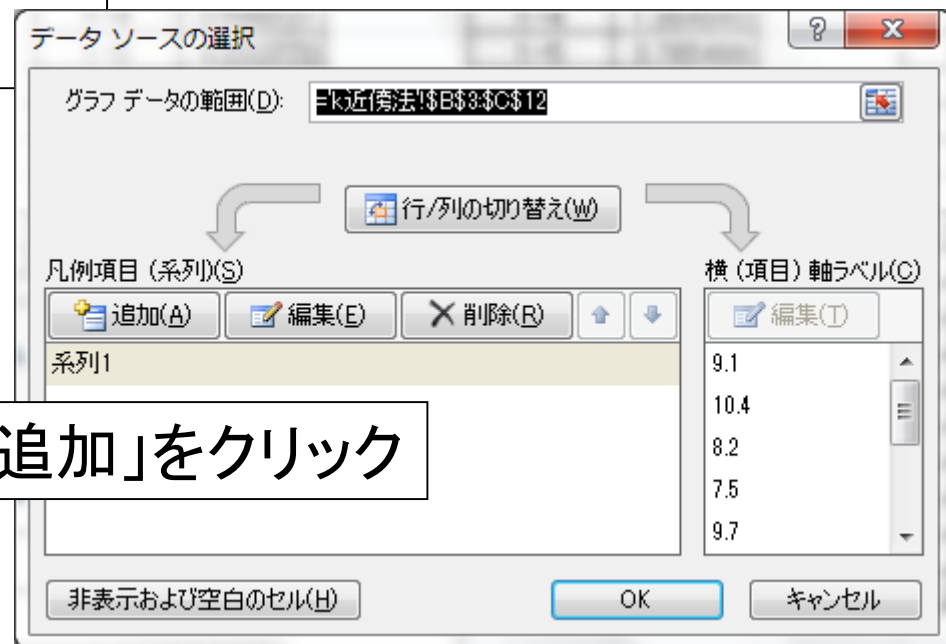 データ ソースの選択
グラフ データの範囲(D):
=k近傍法!$B$3:$C$12
行/列の切り替え(W)
凡例項目 (系列)(S)
横 (項目) 軸ラベル(C)
追加(A)
編集(E)
削除(R)
編集(T)
系列1
9.1
10.4
8.2
7.5
9.7
追加」をクリック
非表示および空白のセル(H)
OK
キャンセル